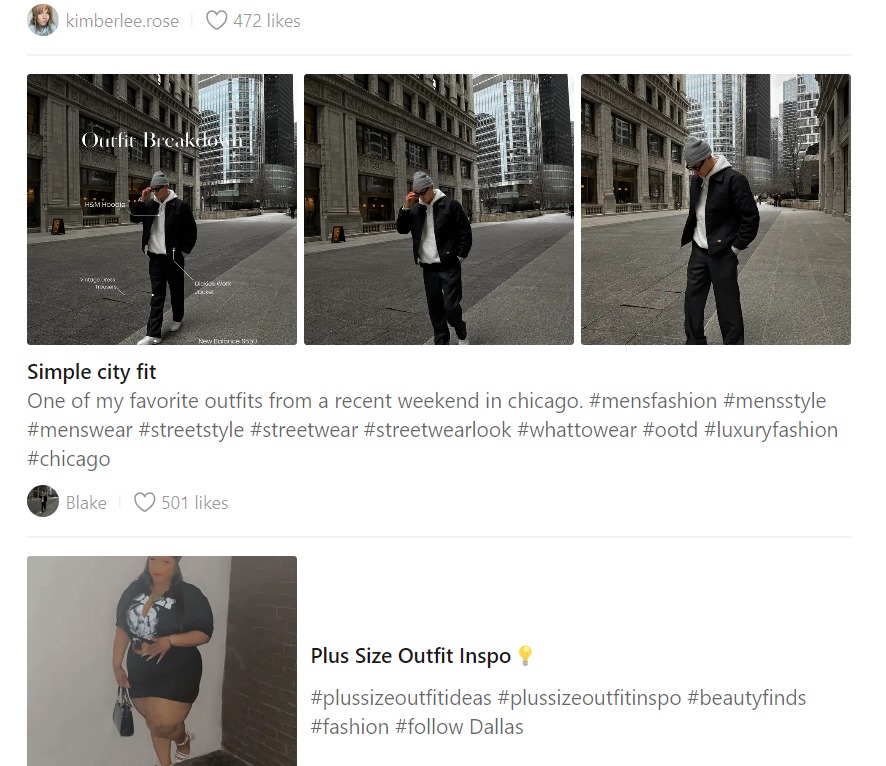 kimberlee.rose
472 likes
Outfit Breakdown
H&M Hoodie
Vintage Dress
Trousers
Dickies Work
Jacket
New Balance 9550
Simple city fit
One of my favorite outfits from a recent weekend in chicago. #mensfashion #mensstyle
#menswear #streetstyle #streetwear #streetwearlook #whattowear #ootd #luxuryfashion
#chicago
Blake
501 likes
Plus Size Outfit Inspo 💡
#plussizeoutfitideas #plussizeoutfitinspo #beautyfinds
#fashion #follow Dallas